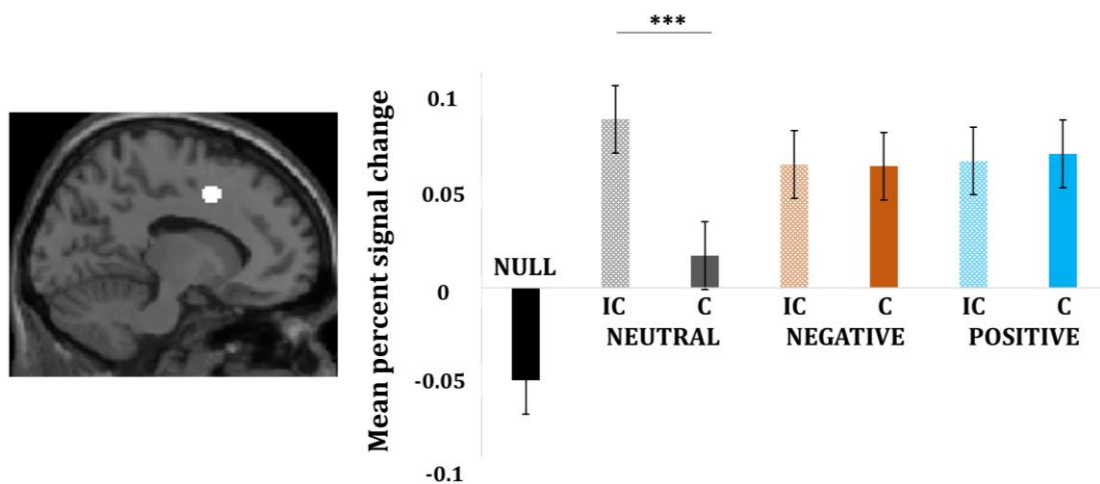 ***
Mean percent signal change
0.1
0.05
0
-0.05
-0.1
NULL
IC C IC C IC C
NEUTRAL NEGATIVE POSITIVE